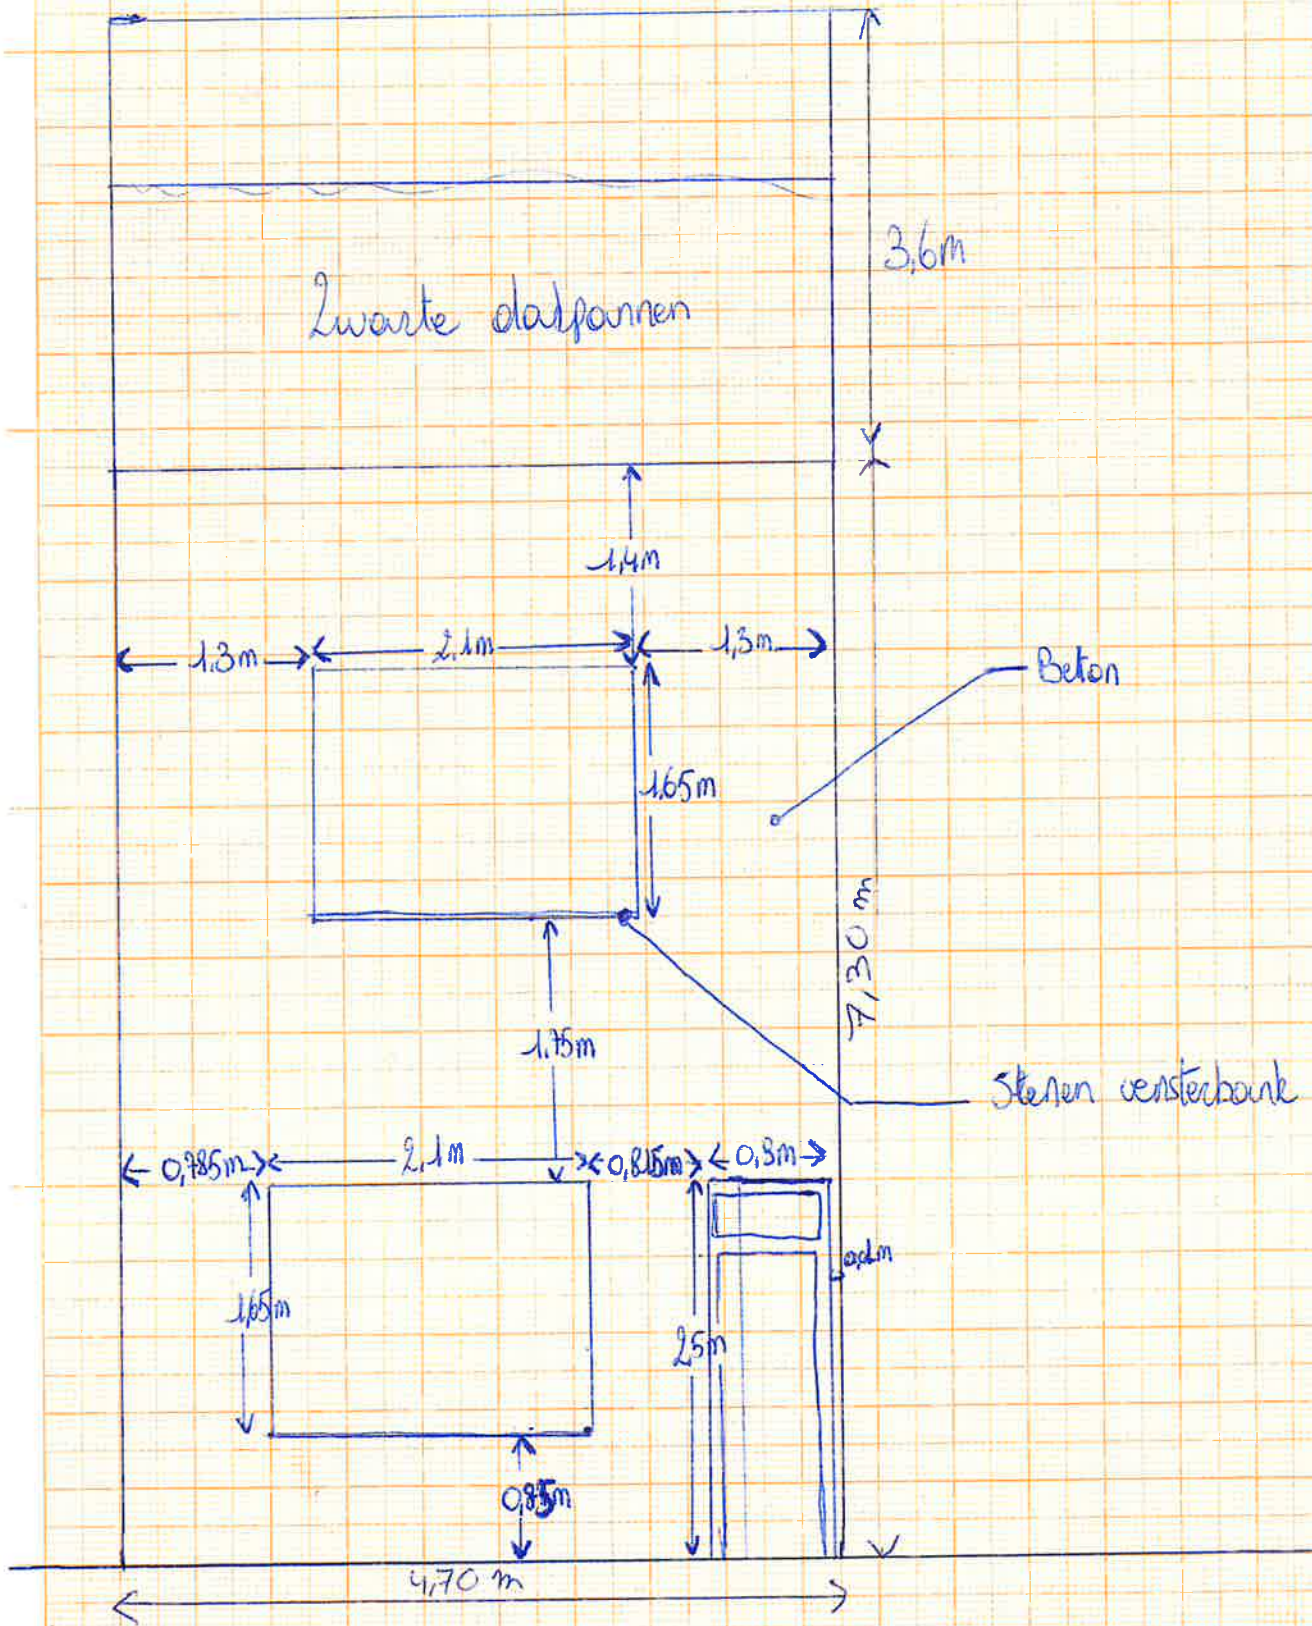 3,6m
Zwarte dakpannen
1,4m
1,3m
2,1m
1,3m
Beton
1,65m
7,30 m
1,75m
Stenen vensterbank
0,785m
2,1m
0,815m
0,9m
1,65m
2,5m
0,85m
4,70 m